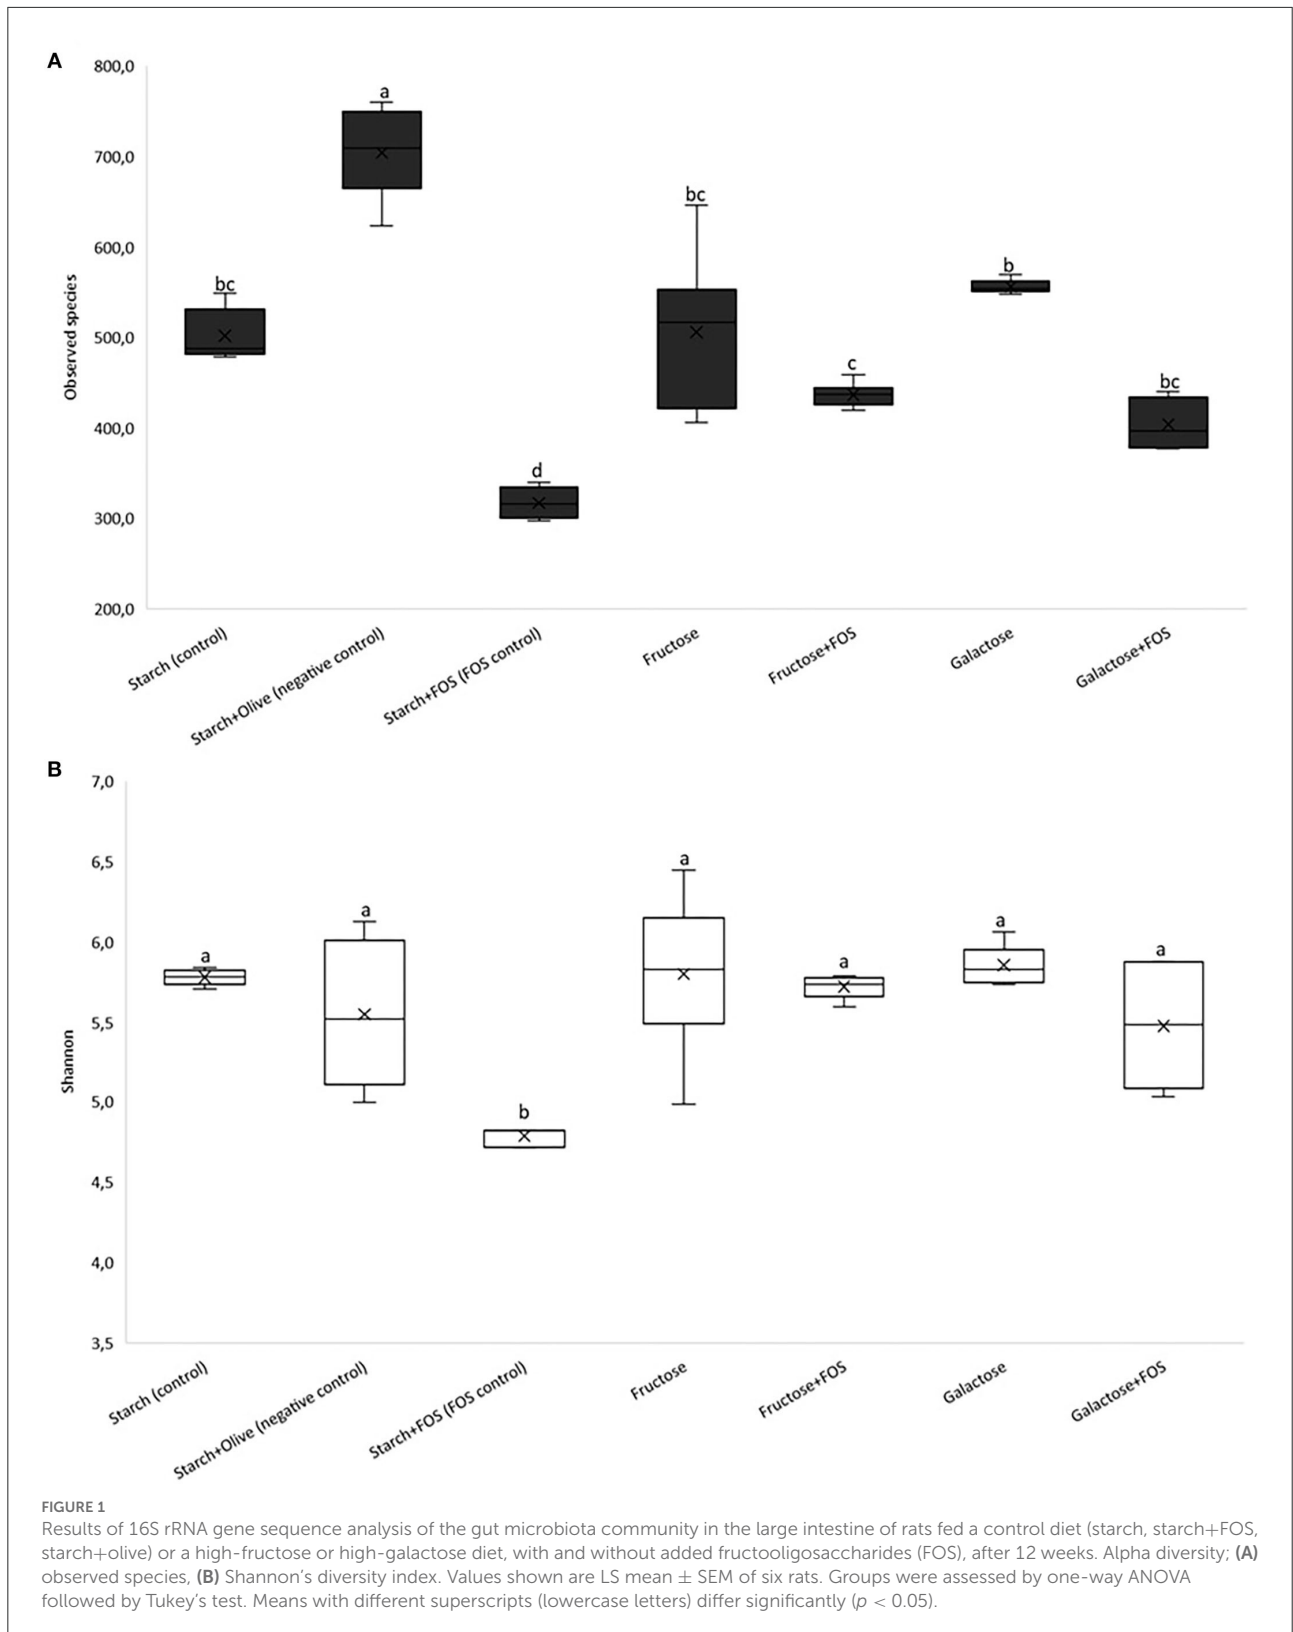 A
800,0
700,0
600,0
500,0
400,0
300,0
200,0
Observed species
bc
a
d
bc
c
b
bc
Starch (control)
Starch+Olive (negative control)
Starch+FOS (FOS control)
Fructose
Fructose+FOS
Galactose
Galactose+FOS
B
7,0
6,5
6,0
5,5
5,0
4,5
4,0
3,5
Shannon
a
a
b
a
a
a
a
Starch (control)
Starch+Olive (negative control)
Starch+FOS (FOS control)
Fructose
Fructose+FOS
Galactose
Galactose+FOS
FIGURE 1
Results of 16S rRNA gene sequence analysis of the gut microbiota community in the large intestine of rats fed a control diet (starch, starch+FOS,
starch+olive) or a high-fructose or high-galactose diet, with and without added fructooligosaccharides (FOS), after 12 weeks. Alpha diversity; (A)
observed species, (B) Shannon's diversity index. Values shown are LS mean ± SEM of six rats. Groups were assessed by one-way ANOVA
followed by Tukey's test. Means with different superscripts (lowercase letters) differ significantly (p < 0.05).